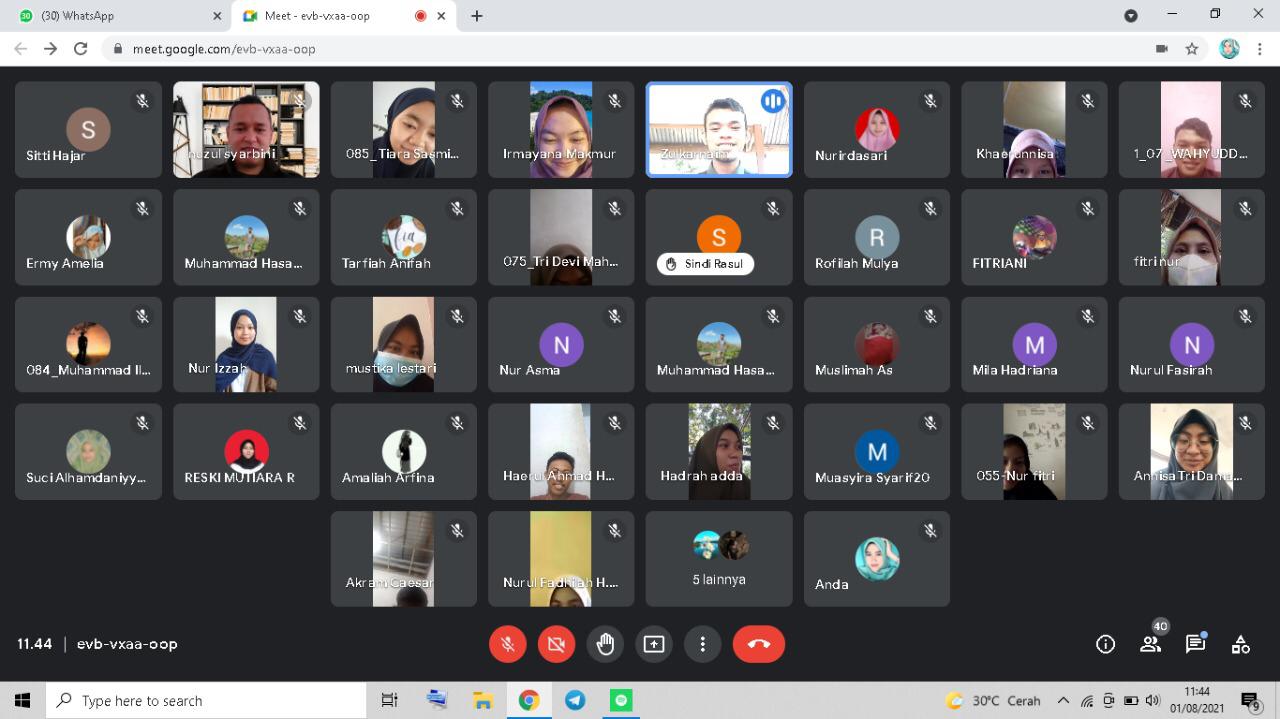 (30) WhatsApp
Meet - evb-vxaa-oop
meet.google.com/evb-vxaa-oop
S
Sitti Hajar
nuzul syarbini
085_Tiara Sasmi...
Irmayana Makmur
Zulkarnaim
Nurirdasari
Khaerunnisa
1_07_WAHYUDD...
Ermy Amelia
Muhammad Hasa...
Tarfiah Anifah
075_Tri Devi Mah...
S
Sindi Rasul
R
Rofilah Mulya
FITRIANI
fitri nur
084_Muhammad Il...
Nur Izzah
mustika lestari
N
Nur Asma
Muhammad Hasa...
Muslimah As
M
Mila Hadriana
N
Nurul Fasirah
Suci Alhamdaniyy...
RESKI MUTIARA R
Amaliah Arfina
Haerul Ahmad H...
Hadrah adda
M
Muasyira Syarif20
055-Nur fitri
Annisa Tri Dama...
Akram Caesar
Nurul Fadhilah H....
5 lainnya
Anda
11.44 | evb-vxaa-oop
40
Type here to search
30°C Cerah
11:44
01/08/2021
9